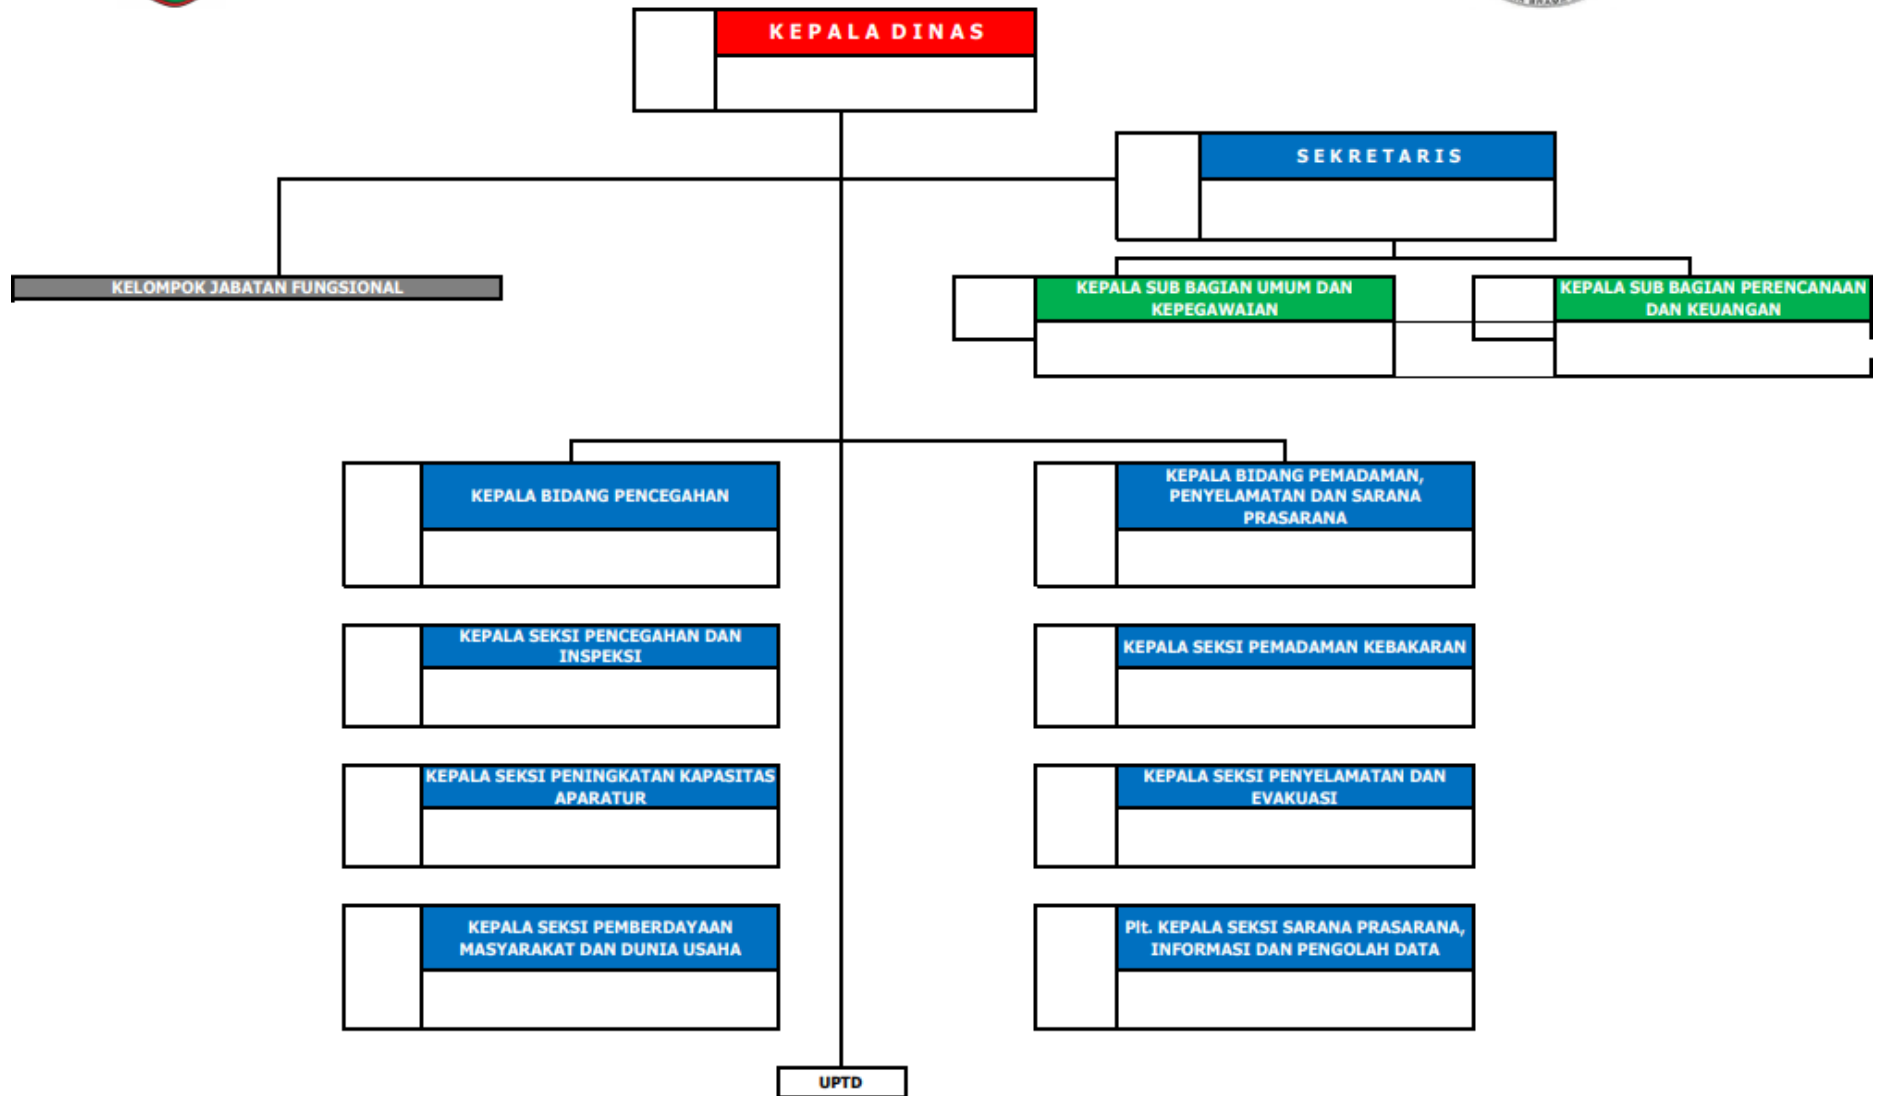 KEPALA DINAS
SEKRETARIS
KELOMPOK JABATAN FUNGSIONAL
KEPALA SUB BAGIAN UMUM DAN
KEPEGAWAIAN
KEPALA SUB BAGIAN PERENCANAAN
DAN KEUANGAN
KEPALA BIDANG PENCEGAHAN
KEPALA BIDANG PEMADAMAN,
PENYELAMATAN DAN SARANA
PRASARANA
KEPALA SEKSI PENCEGAHAN DAN
INSPEKSI
KEPALA SEKSI PEMADAMAN KEBAKARAN
KEPALA SEKSI PENINGKATAN KAPASITAS
APARATUR
KEPALA SEKSI PENYELAMATAN DAN
EVAKUASI
KEPALA SEKSI PEMBERDAYAAN
MASYARAKAT DAN DUNIA USAHA
Plt. KEPALA SEKSI SARANA PRASARANA,
INFORMASI DAN PENGOLAH DATA
UPTD